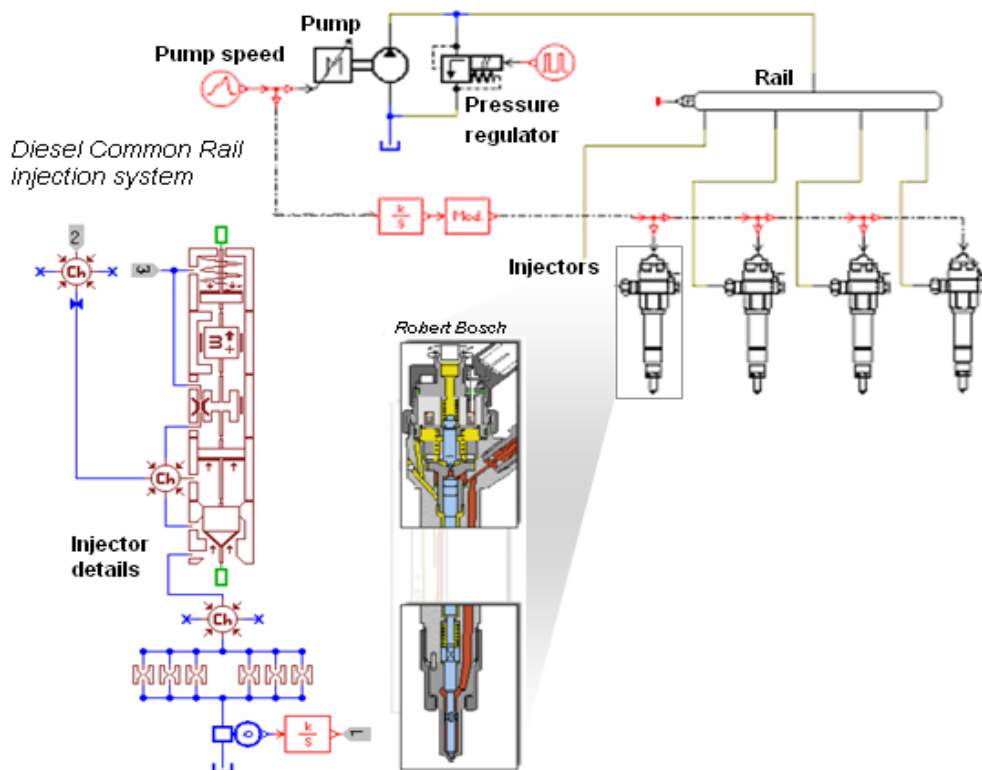 Pump
Pump speed
M
Pressure
regulator
Rail
Diesel Common Rail
injection system
k
s
Mod.
Injectors
2
Ch
3
m
+
Ch
Injector
details
Robert Bosch
Ch
k
s
1